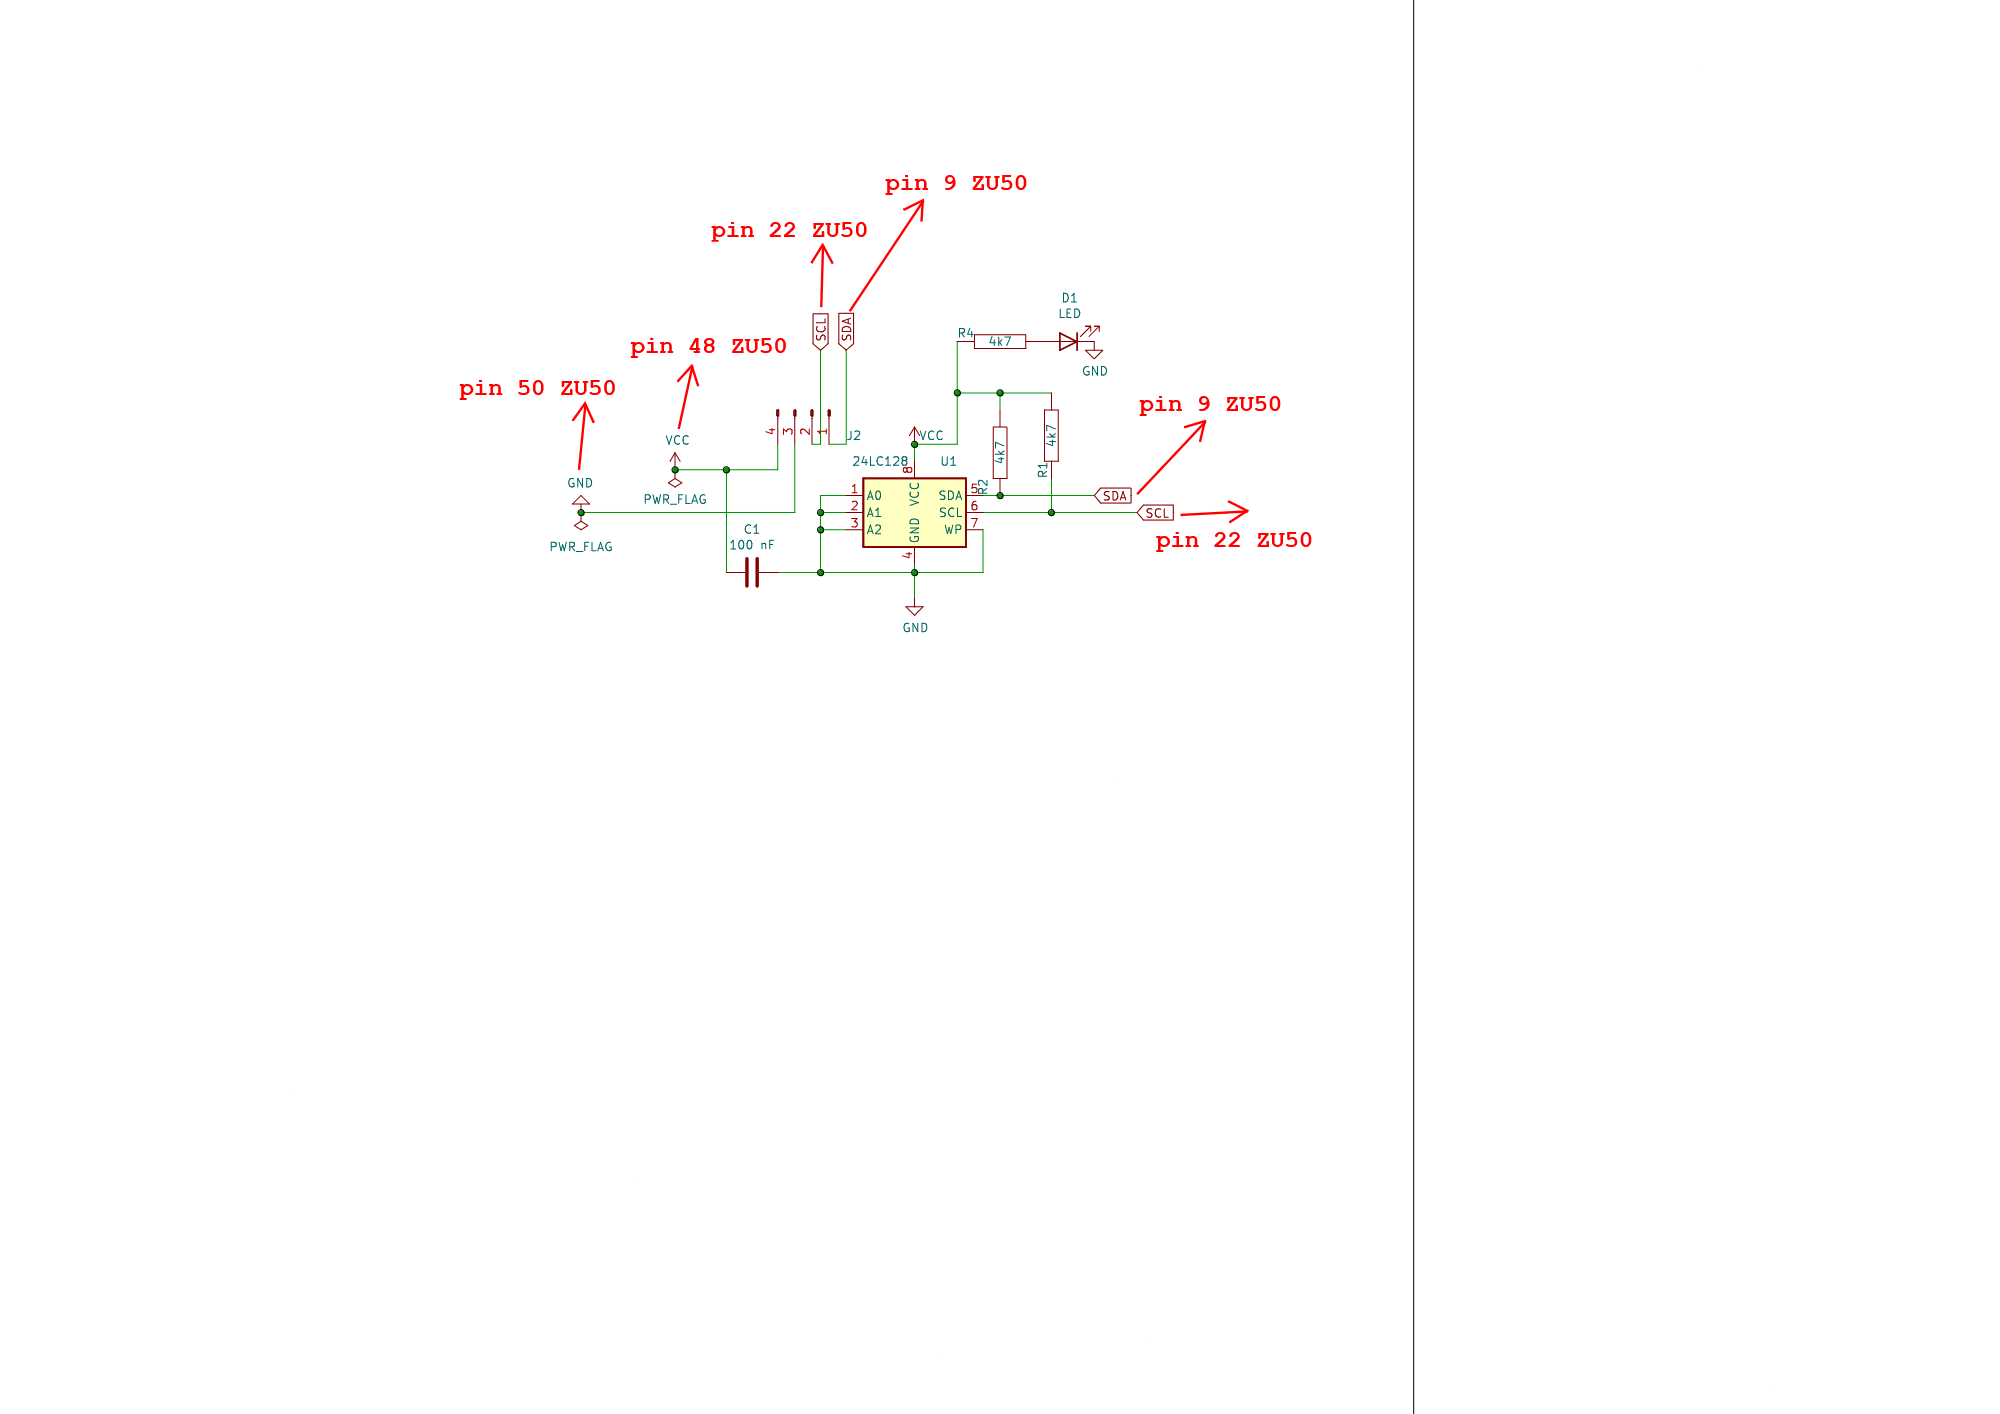 pin 9 ZU50
pin 22 ZU50
SCL
SDA
D1
LED
R4
4k7
GND
pin 48 ZU50
pin 50 ZU50
VCC
PWR_FLAG
GND
PWR_FLAG
4
3
2
1
J2
VCC
24LC128
U1
8
1
2
3
A0
A1
A2
VCC
GND
SDA
SCL
WP
5
6
7
4
4k7
R2
4k7
R1
pin 9 ZU50
SDA
SCL
pin 22 ZU50
C1
100 nF
GND